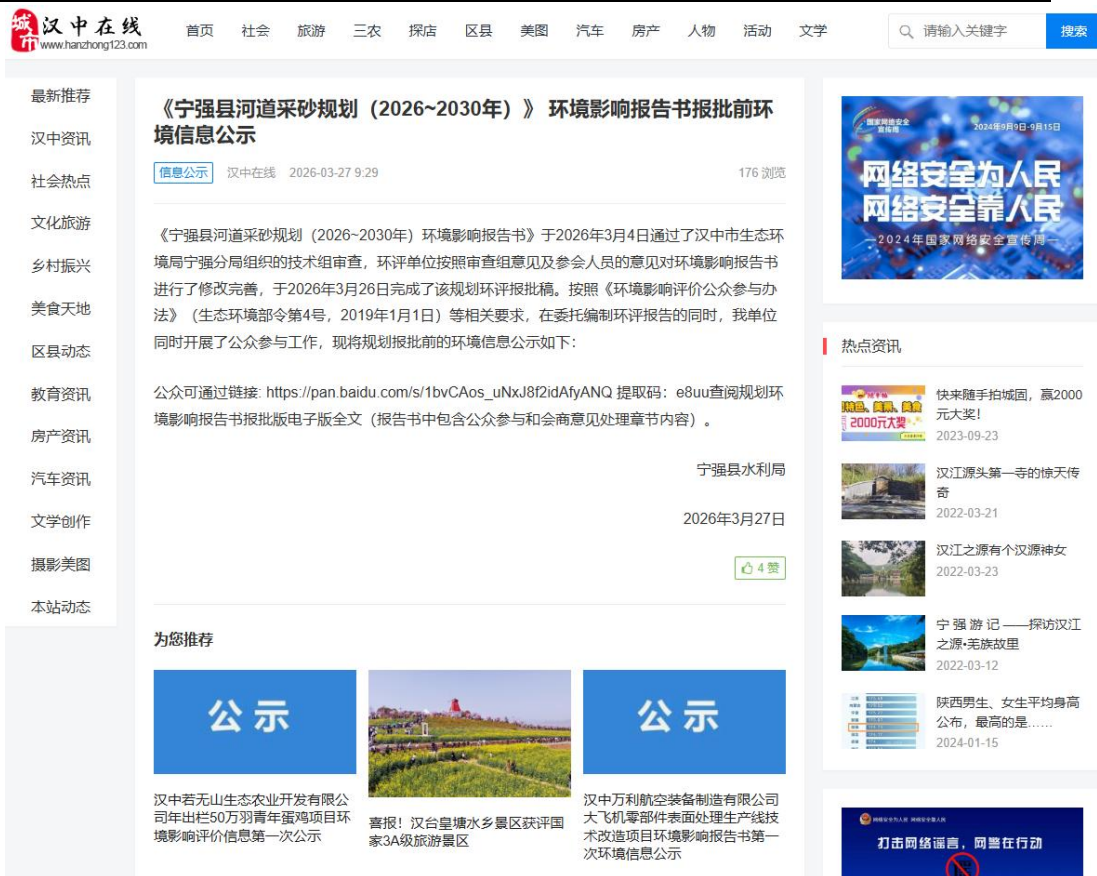 城市
汉中在线
www.hanzhong123.com
首页 社会 旅游 三农 探店 区县 美图 汽车 房产 人物 活动 文学
请输入关键字
搜索
最新推荐
汉中资讯
社会热点
文化旅游
乡村振兴
美食天地
区县动态
教育资讯
房产资讯
汽车资讯
文学创作
摄影美图
本站动态
《宁强县河道采砂规划（2026~2030年）》 环境影响报告书报批前环
境信息公示
信息公示 汉中在线 2026-03-27 9:29 176 浏览
《宁强县河道采砂规划（2026~2030年）环境影响报告书》于2026年3月4日通过了汉中市生态环
境局宁强分局组织的技术组审查，环评单位按照审查组意见及参会人员的意见对环境影响报告书
进行了修改完善，于2026年3月26日完成了该规划环评报批稿。按照《环境影响评价公众参与办
法》（生态环境部令第4号，2019年1月1日）等相关要求，在委托编制环评报告的同时，我单位
同时开展了公众参与工作，现将规划报批前的环境信息公示如下：
公众可通过链接: https://pan.baidu.com/s/1bvCAos_uNxJ8f2idAfyANQ 提取码：e8uu查阅规划环
境影响报告书报批版电子版全文（报告书中包含公众参与和会商意见处理章节内容）。
宁强县水利局
2026年3月27日
4 赞
为您推荐
公示
汉中若无山生态农业开发有限公
司年出栏50万羽青年蛋鸡项目环
境影响评价信息第一次公示
喜报！汉台皇塘水乡景区获评国
家3A级旅游景区
公示
汉中万利航空装备制造有限公司
大飞机零部件表面处理生产线技
术改造项目环境影响报告书第一
次环境信息公示
国家网络安全
宣传周
2024年9月9日-9月15日
网络安全为人民
网络安全靠人民
2024年国家网络安全宣传周
热点资讯
2000元大奖
快来随手拍城固，赢2000
元大奖！
2023-09-23
汉江源头第一寺的惊天传
奇
2022-03-21
汉江之源有个汉源神女
2022-03-23
宁 强 游 记 ——探访汉江
之源•羌族故里
2022-03-12
陕西男生、女生平均身高
公布，最高的是……
2024-01-15
网络安全为人民 网络安全靠人民
打击网络谣言，网警在行动